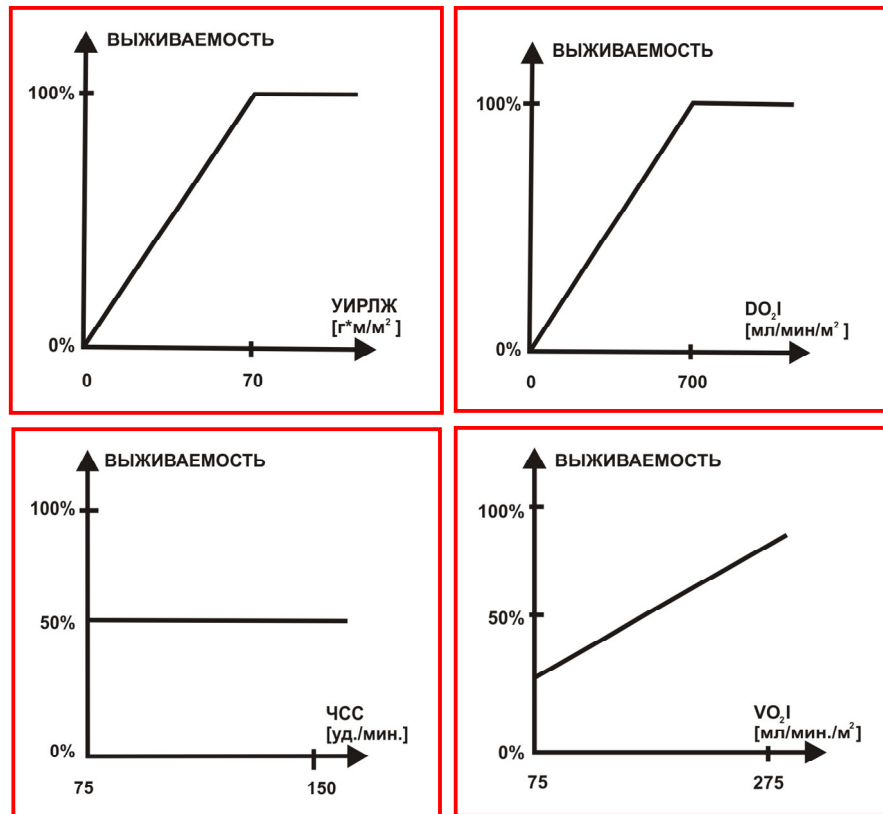 ВЫЖИВАЕМОСТЬ
100%
УИРЛЖ
[г*м/м² ]
0%
0
70
ВЫЖИВАЕМОСТЬ
100%
DO₂I
[мл/мин/м² ]
0%
0
700
ВЫЖИВАЕМОСТЬ
100%
50%
ЧСС
[уд./мин.]
0%
75
150
ВЫЖИВАЕМОСТЬ
100%
50%
VO₂I
[мл/мин./м²]
0%
75
275